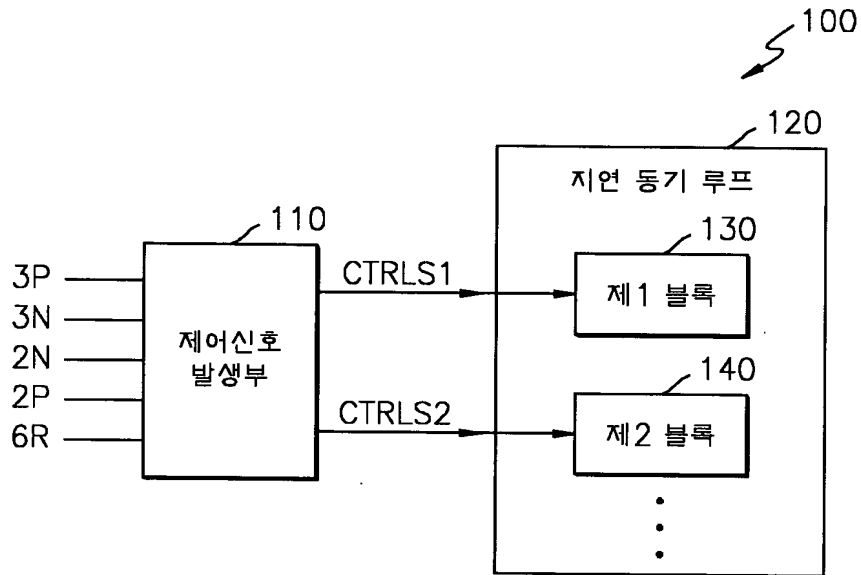 100
120
지연 동기 루프
110
130
3P
3N
2N
2P
6R
제어신호
발생부
CTRLS1
제1 블록
140
CTRLS2
제2 블록